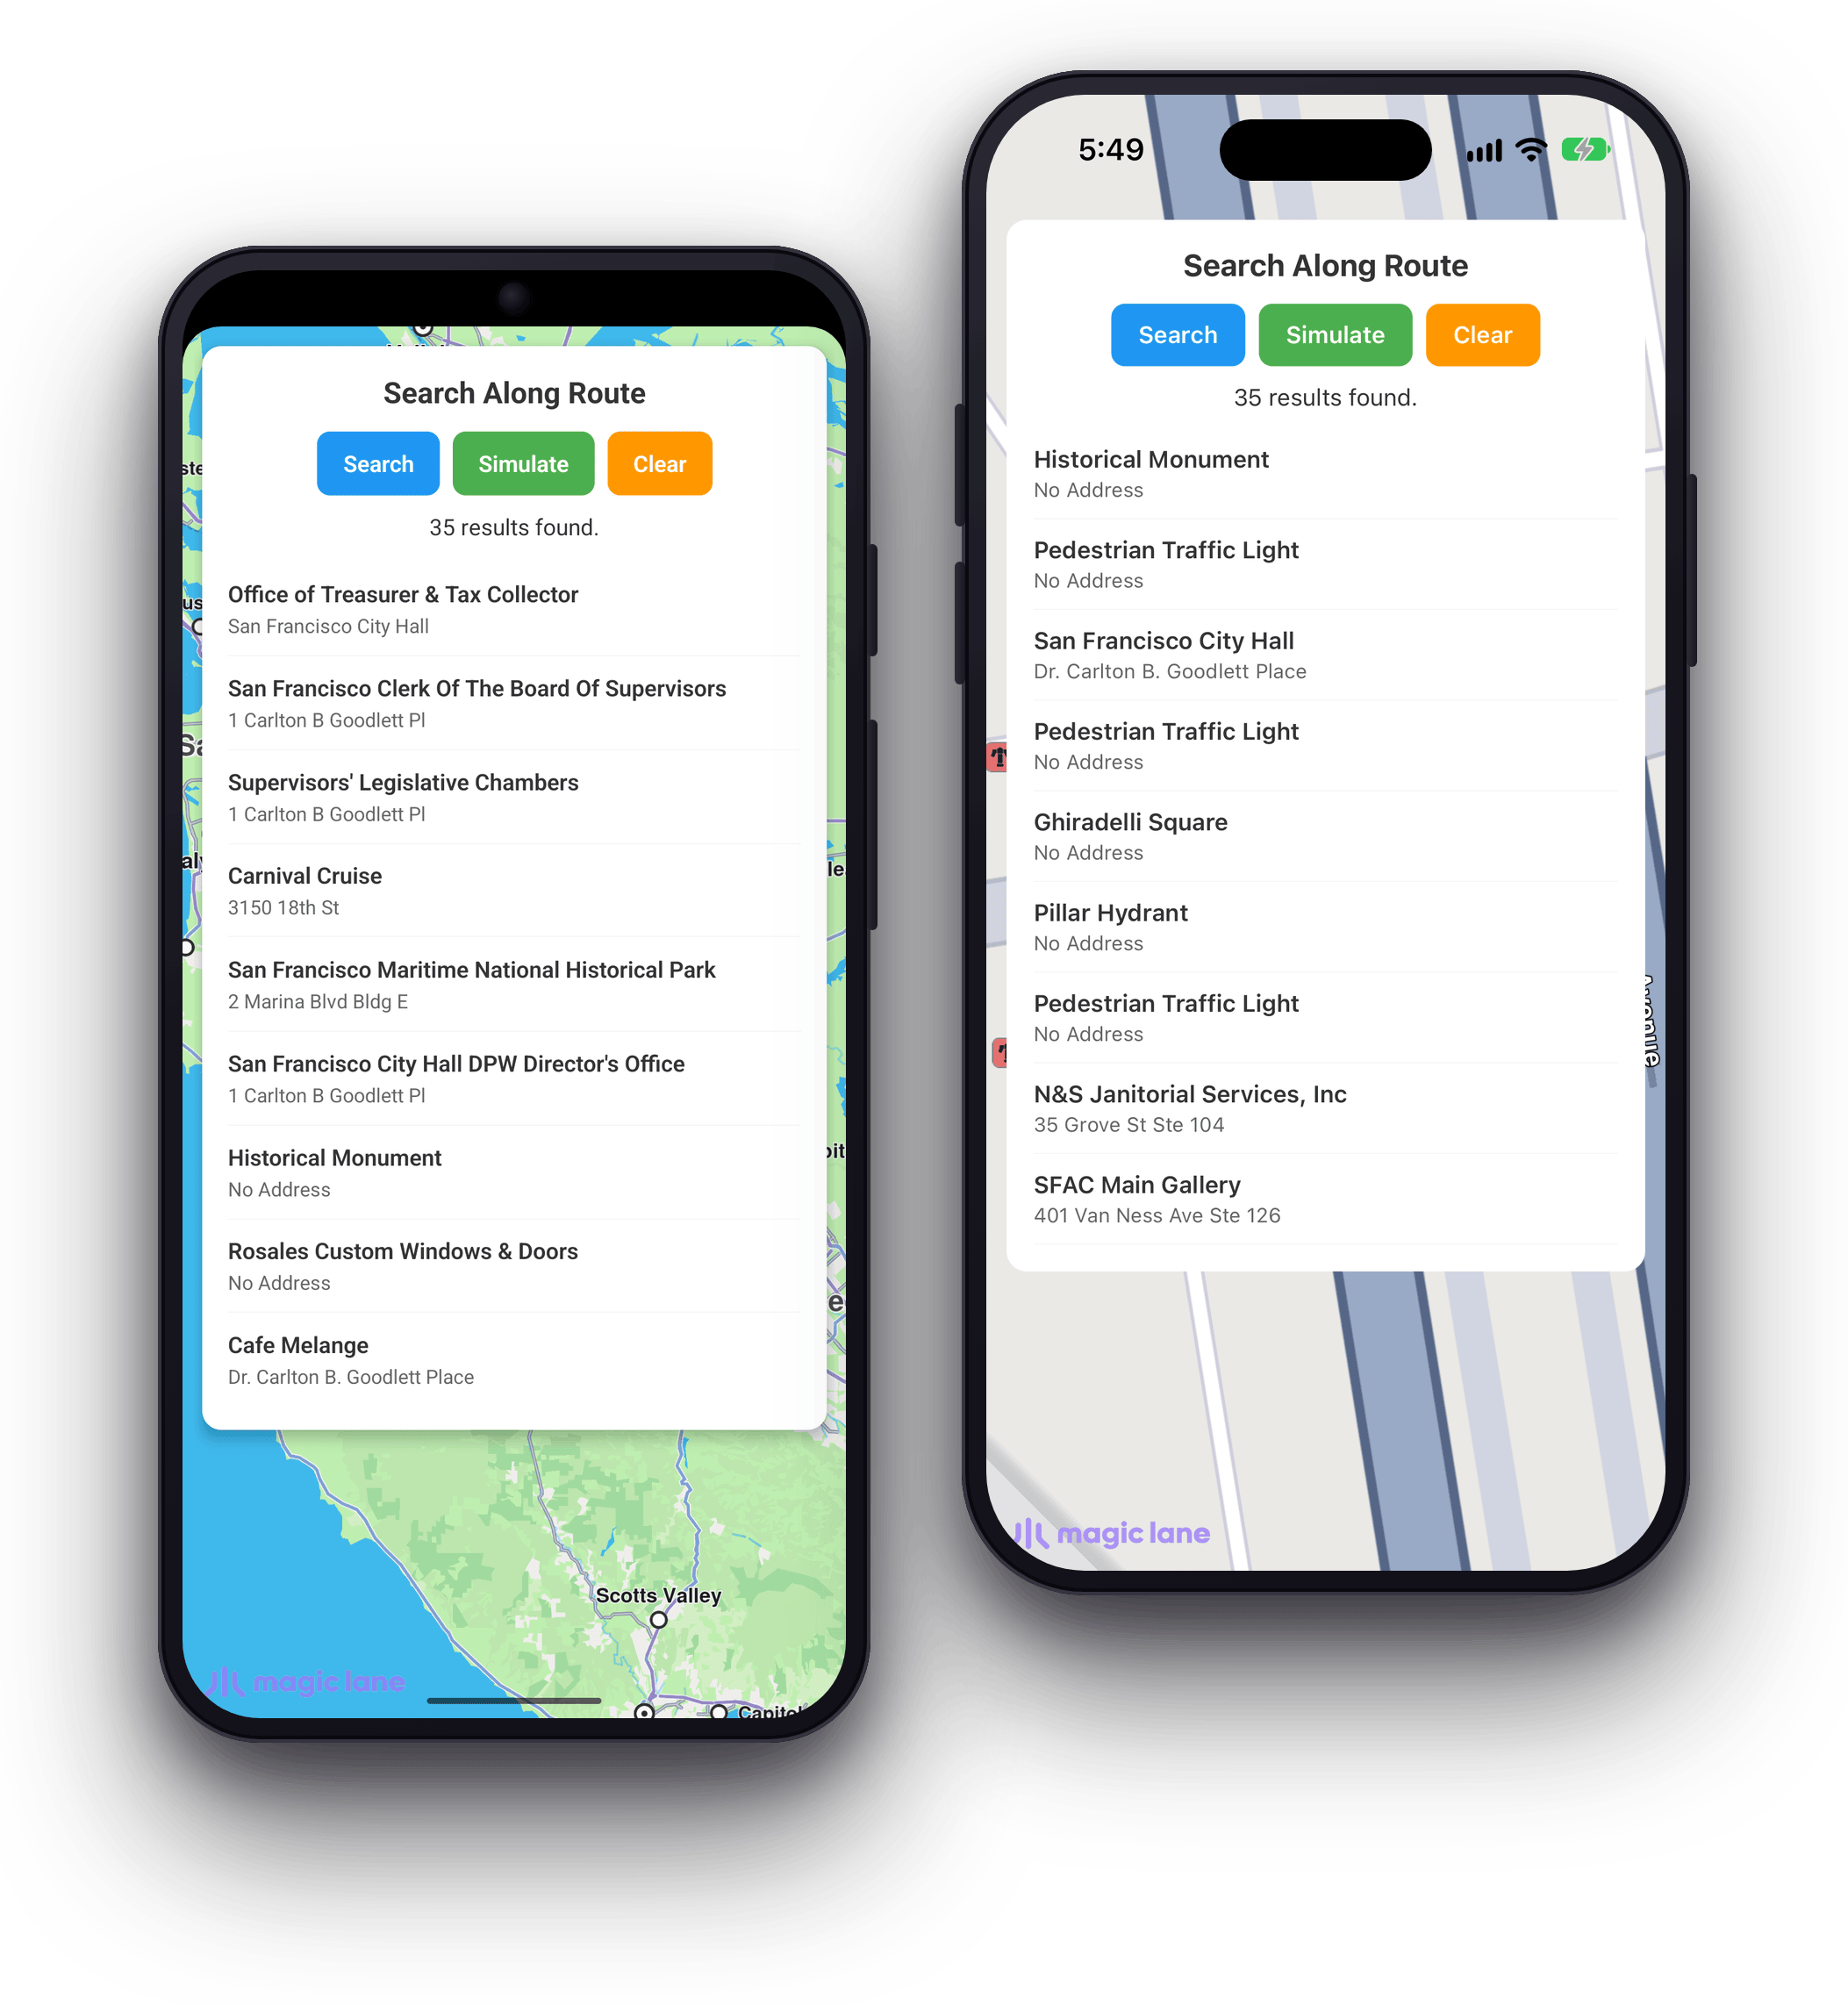 Search Along Route
Search Simulate Clear
35 results found.
Office of Treasurer & Tax Collector
San Francisco City Hall
San Francisco Clerk Of The Board Of Supervisors
1 Carlton B Goodlett Pl
Supervisors' Legislative Chambers
1 Carlton B Goodlett Pl
Carnival Cruise
3150 18th St
San Francisco Maritime National Historical Park
2 Marina Blvd Bldg E
San Francisco City Hall DPW Director's Office
1 Carlton B Goodlett Pl
Historical Monument
No Address
Rosales Custom Windows & Doors
No Address
Cafe Melange
Dr. Carlton B. Goodlett Place
Scotts Valley
magic lane
5:49
Search Along Route
Search Simulate Clear
35 results found.
Historical Monument
No Address
Pedestrian Traffic Light
No Address
San Francisco City Hall
Dr. Carlton B. Goodlett Place
Pedestrian Traffic Light
No Address
Ghiradelli Square
No Address
Pillar Hydrant
No Address
Pedestrian Traffic Light
No Address
N&S Janitorial Services, Inc
35 Grove St Ste 104
SFAC Main Gallery
401 Van Ness Ave Ste 126
Avenue
magic lane